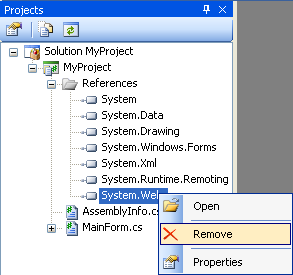 Projects
Solution MyProject
MyProject
References
System
System.Data
System.Drawing
System.Windows.Forms
System.Xml
System.Runtime.Remoting
System.We
AssemblyInfo.cs
MainForm.cs
Open
Remove
Properties